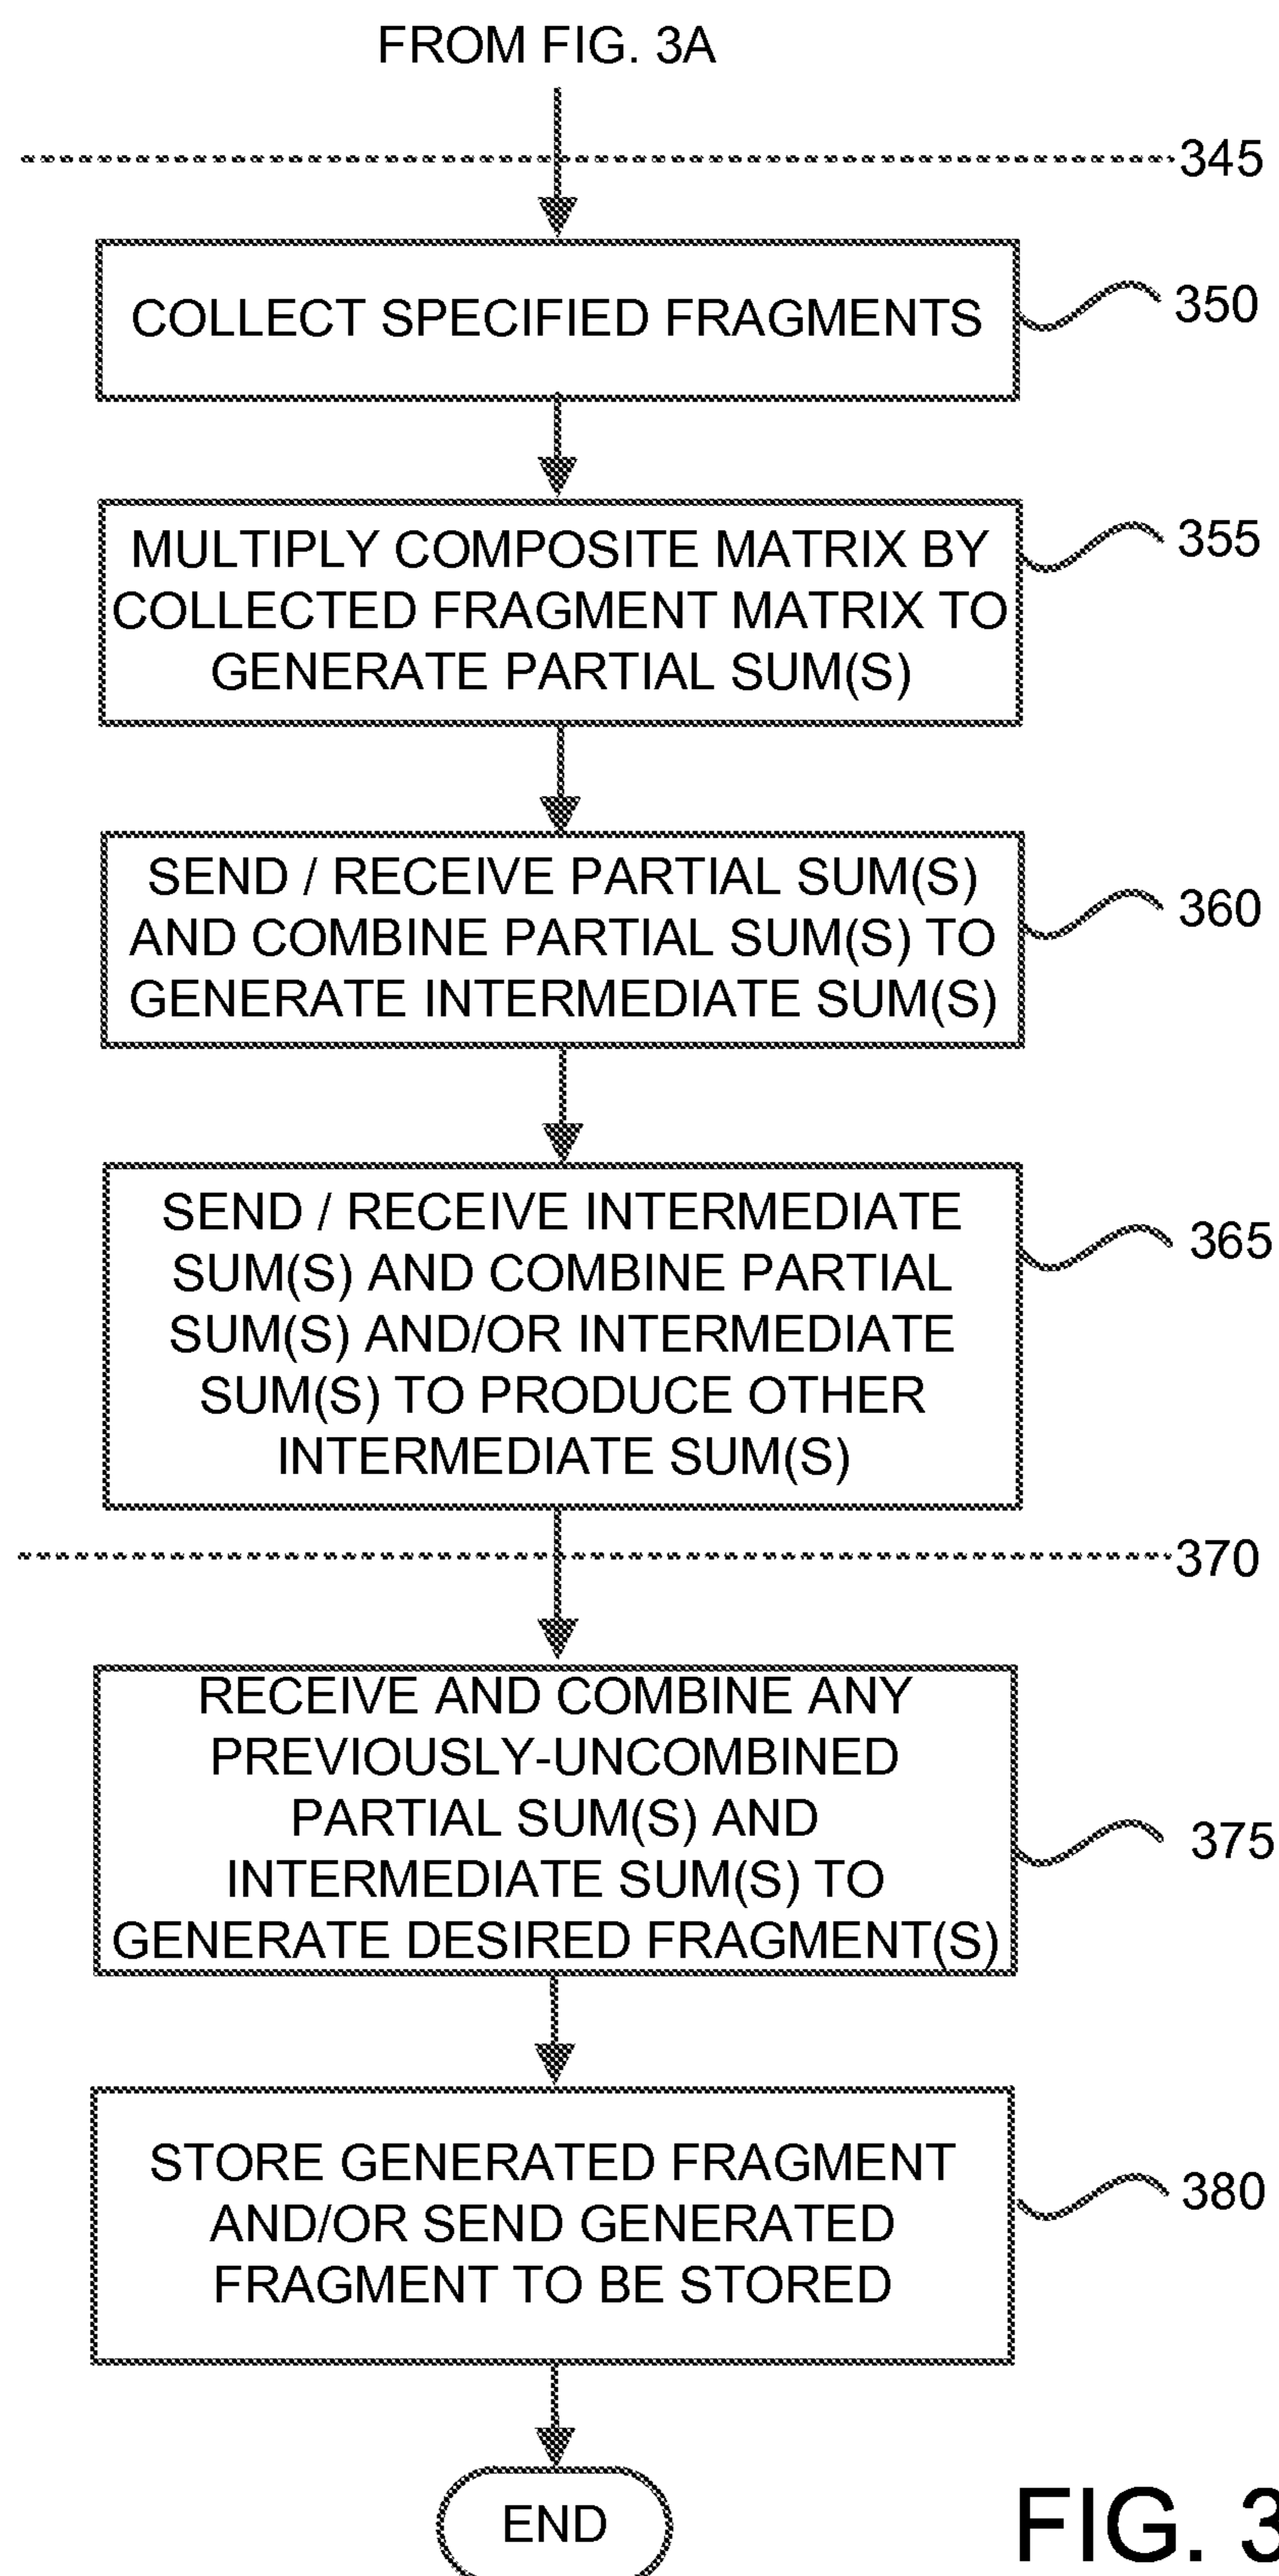 FROM FIG. 3A
345
COLLECT SPECIFIED FRAGMENTS
350
MULTIPLY COMPOSITE MATRIX BY
COLLECTED FRAGMENT MATRIX TO
GENERATE PARTIAL SUM(S)
355
SEND / RECEIVE PARTIAL SUM(S)
AND COMBINE PARTIAL SUM(S) TO
GENERATE INTERMEDIATE SUM(S)
360
SEND / RECEIVE INTERMEDIATE
SUM(S) AND COMBINE PARTIAL
SUM(S) AND/OR INTERMEDIATE
SUM(S) TO PRODUCE OTHER
INTERMEDIATE SUM(S)
365
370
RECEIVE AND COMBINE ANY
PREVIOUSLY-UNCOMBINED
PARTIAL SUM(S) AND
INTERMEDIATE SUM(S) TO
GENERATE DESIRED FRAGMENT(S)
375
STORE GENERATED FRAGMENT
AND/OR SEND GENERATED
FRAGMENT TO BE STORED
380
END
FIG. 3